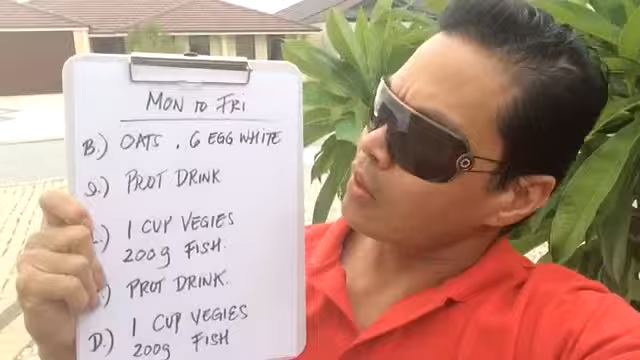 MON to FRI
B.) OATS . 6 EGG WHITE
S.) PROT DRINK
.) 1 CUP VEGIES
200g FISH.
.) PROT DRINK.
D.) 1 CUP VEGIES
200g FISH